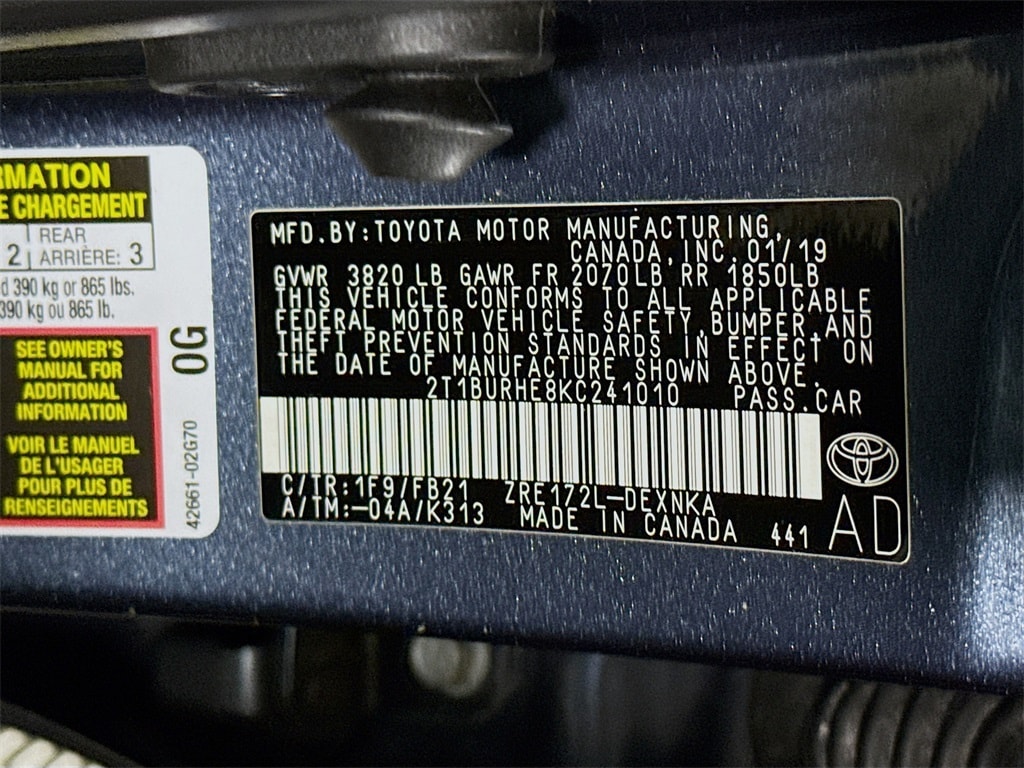 RMATION
E CHARGEMENT
2 REAR
ARRIÈRE: 3
d 390 kg or 865 lbs.
390 kg ou 865 lb.
SEE OWNER'S
MANUAL FOR
ADDITIONAL
INFORMATION
VOIR LE MANUEL
DE L'USAGER
POUR PLUS DE
RENSEIGNEMENTS
0G
42661-02G70
MFD.BY:TOYOTA MOTOR MANUFACTURING,
CANADA,INC.01/19
GVWR 3820 LB GAWR FR 2070LB RR 1850LB
THIS VEHICLE CONFORMS TO ALL APPLICABLE
FEDERAL MOTOR VEHICLE SAFETY,BUMPER,AND
THEFT PREVENTION STANDARDS IN EFFECT ON
THE DATE OF MANUFACTURE SHOWN ABOVE.
2T1BURHE8KC241010 PASS.CAR
C/TR:1F9/FB21 ZRE172L-DEXNKA
A/TM:-04A/K313 MADE IN CANADA 441 AD